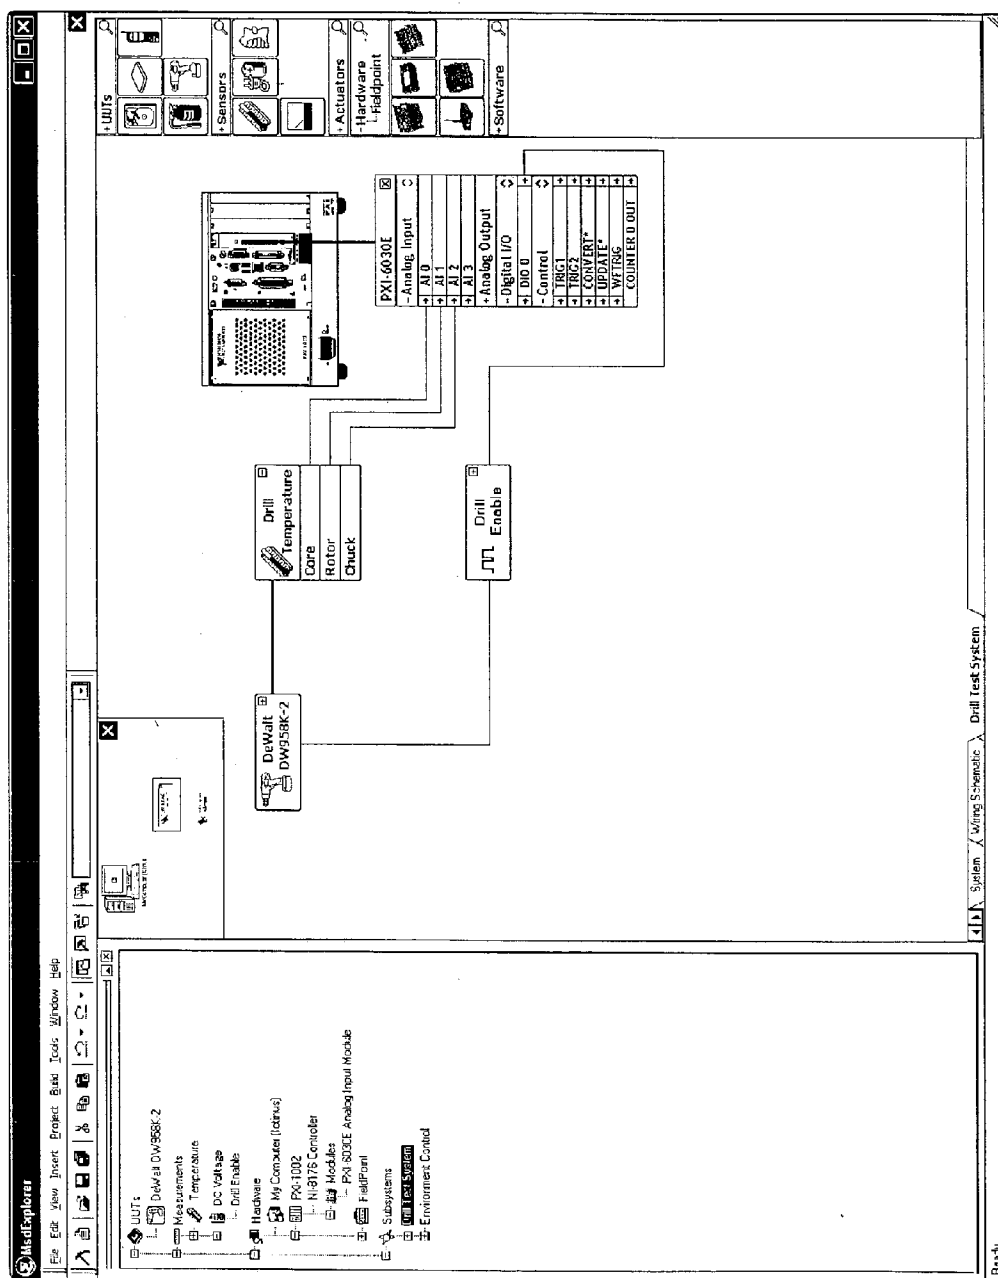 MsdExplorer
File Edit View Insert Project Build Tools Window Help
UUTs
DeWalt DW958K-2
Measurements
Temperature
DC Voltage
Drill Enable
Hardware
My Computer [Iotinus]
PXI-1002
NI-8176 Controller
Modules
PXI-6030E Analog Input Module
FieldPoint
Subsystems
Drill Test System
Environment Control
DeWalt
DW958K-2
Drill
Temperature
Core
Rotor
Chuck
Drill
Enable
PXI-6030E
- Analog Input
AI 0
AI 1
AI 2
AI 3
+ Analog Output
- Digital I/O
DIO 0
- Control
TRIG1
TRIG2
CONVERT*
UPDATE*
WFTRIG
COUNTER 0 OUT
+ UUTs
+ Sensors
+ Actuators
- Hardware
Fieldpoint
+ Software
System
Wiring Schematic
Drill Test System
Ready